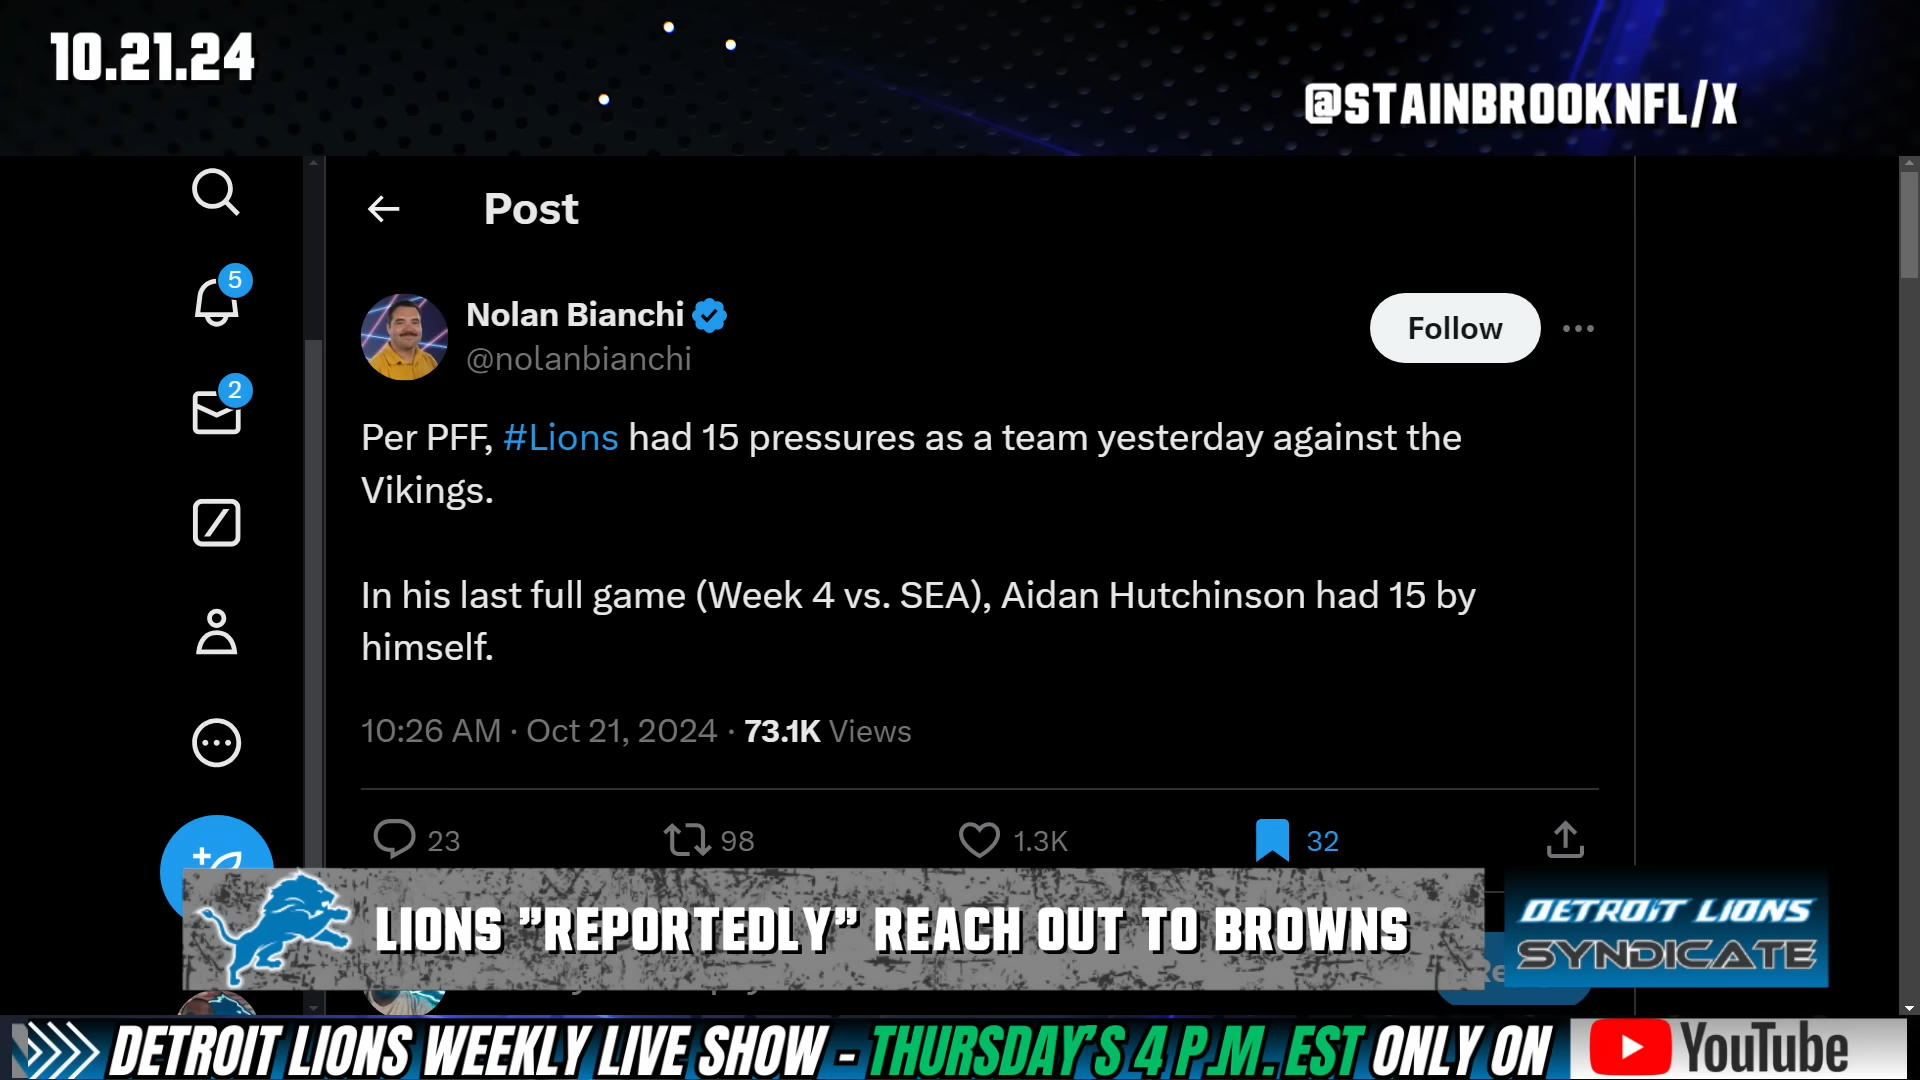 10.21.24
@STAINBROOKNFL/X
Post
5
Nolan Bianchi
@nolanbianchi
Follow
2
Per PFF, #Lions had 15 pressures as a team yesterday against the
Vikings.
In his last full game (Week 4 vs. SEA), Aidan Hutchinson had 15 by
himself.
10:26 AM · Oct 21, 2024 · 73.1K Views
23 98 1.3K 32
LIONS "REPORTEDLY" REACH OUT TO BROWNS
DETROIT LIONS
SYNDICATE
DETROIT LIONS WEEKLY LIVE SHOW - THURSDAY'S 4 P.M. EST ONLY ON YouTube